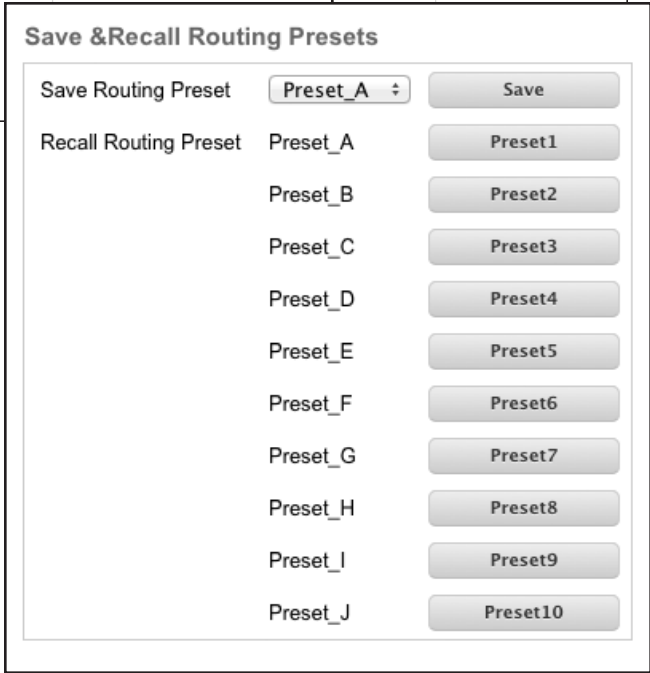 Save &Recall Routing Presets
Save Routing Preset Preset_A Save
Recall Routing Preset Preset_A Preset1
Preset_B Preset2
Preset_C Preset3
Preset_D Preset4
Preset_E Preset5
Preset_F Preset6
Preset_G Preset7
Preset_H Preset8
Preset_I Preset9
Preset_J Preset10